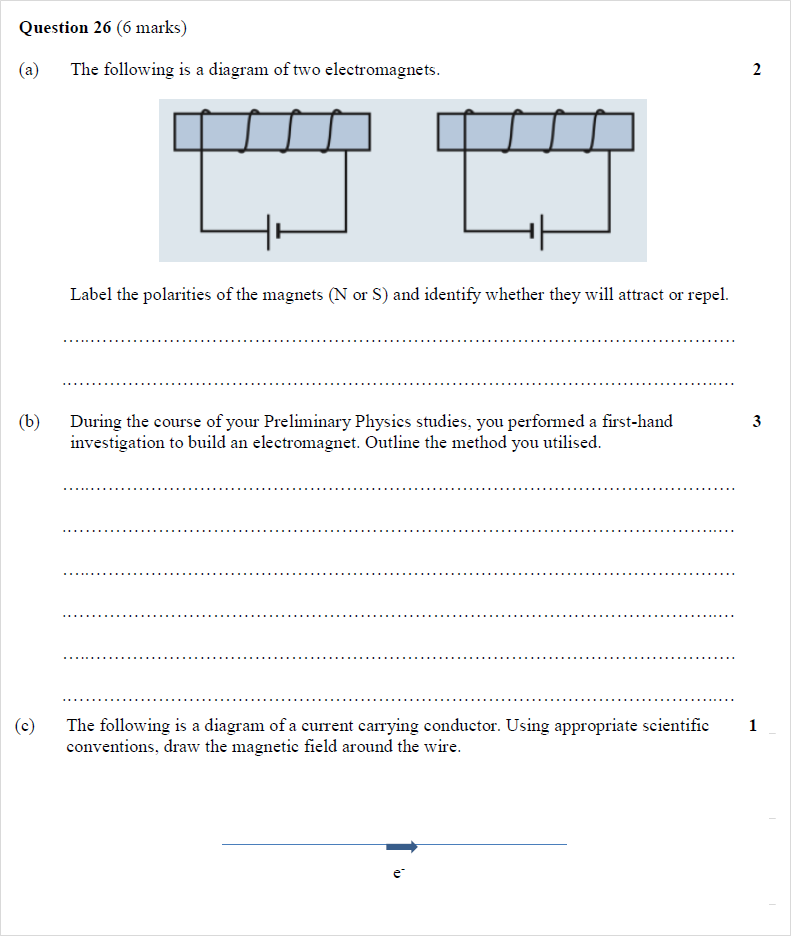 Question 26 (6 marks)
(a) The following is a diagram of two electromagnets. 2
Label the polarities of the magnets (N or S) and identify whether they will attract or repel.
(b) During the course of your Preliminary Physics studies, you performed a first-hand 3
investigation to build an electromagnet. Outline the method you utilised.
(c) The following is a diagram of a current carrying conductor. Using appropriate scientific 1
conventions, draw the magnetic field around the wire.
e-